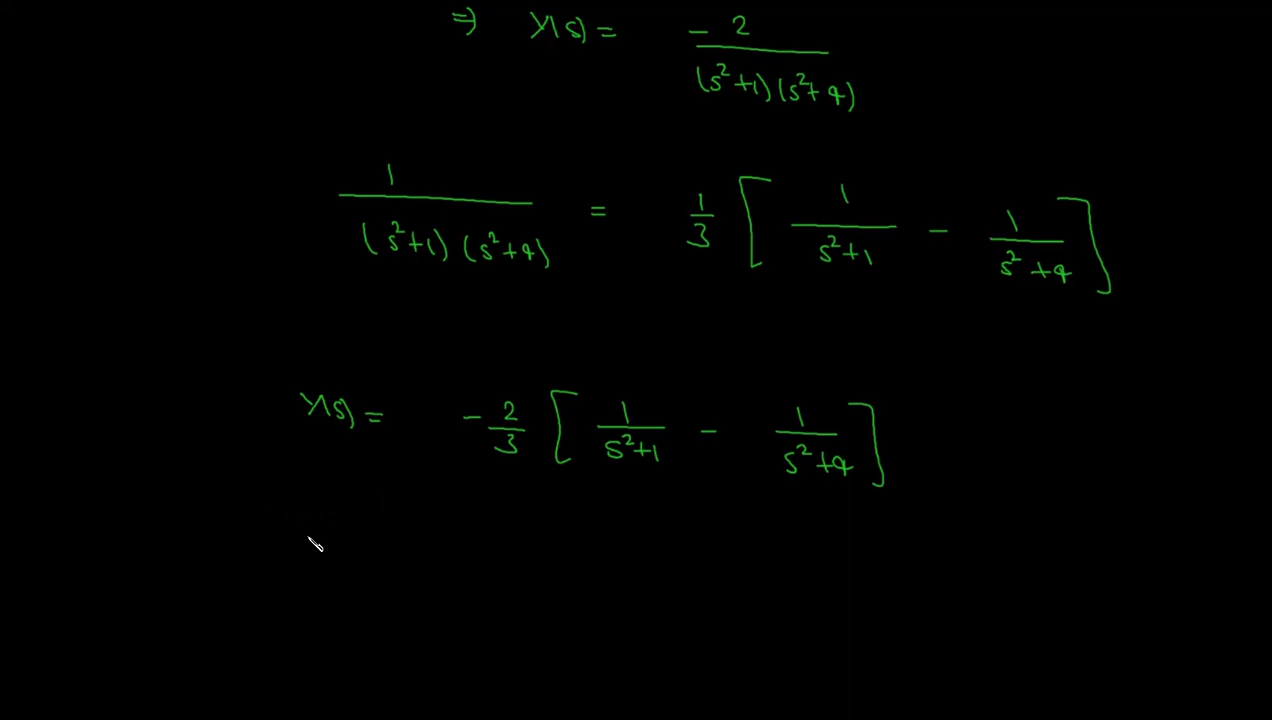 => Y(s) = - 2 / (s²+1)(s²+4)
1 / (s²+1)(s²+4) = 1/3 [ 1/(s²+1) - 1/(s²+4) ]
Y(s) = - 2/3 [ 1/(s²+1) - 1/(s²+4) ]